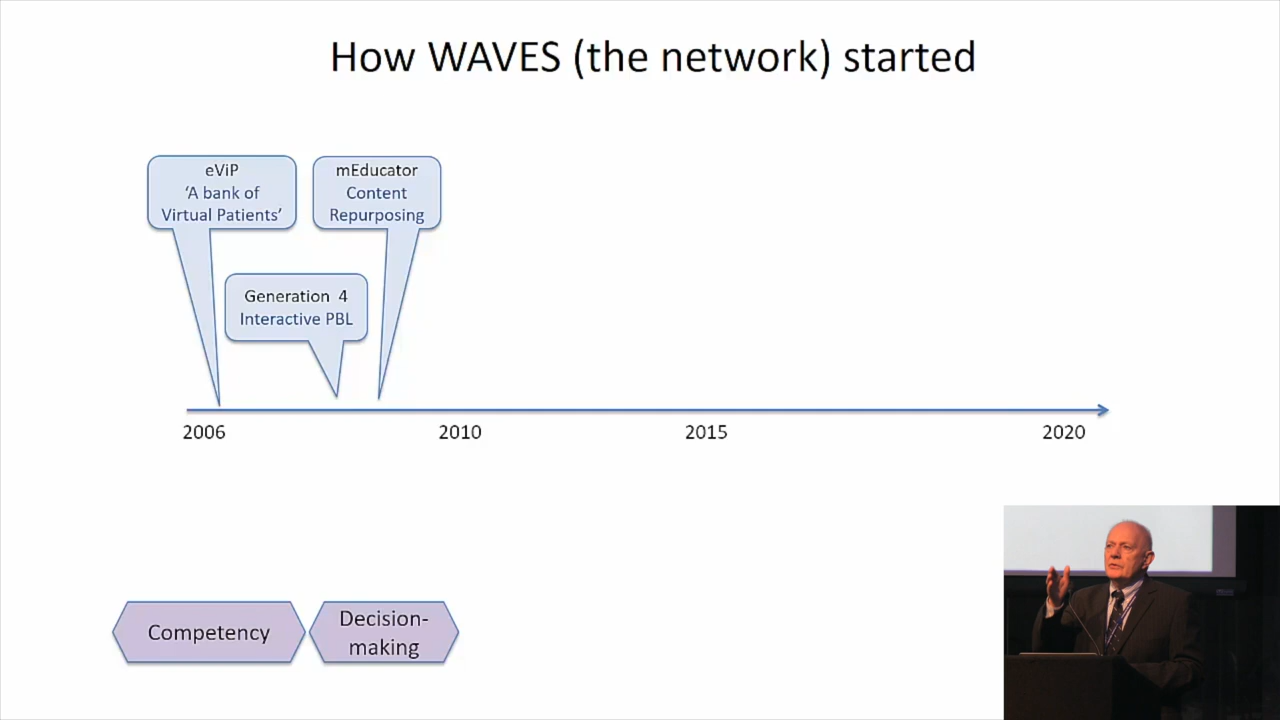 How WAVES (the network) started
eViP
‘A bank of
Virtual Patients’
mEducator
Content
Repurposing
Generation 4
Interactive PBL
2006
2010
2015
2020
Competency
Decision-
making